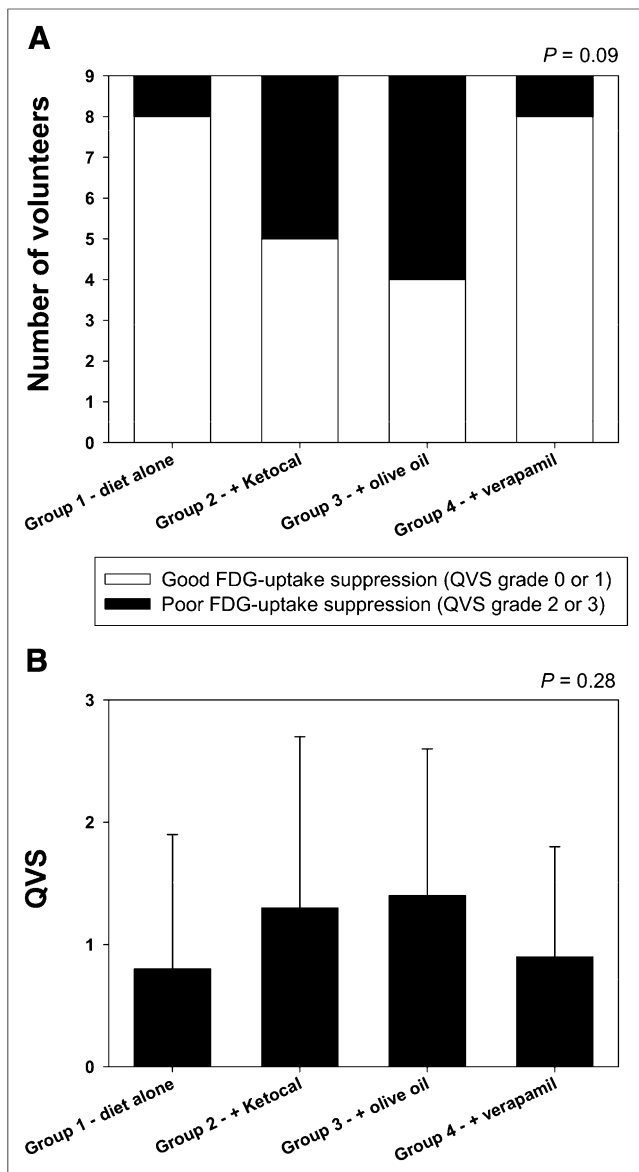 A
P = 0.09
Number of volunteers
9
8
7
6
5
4
3
2
1
0
Group 1 - diet alone
Group 2 - + Ketocal
Group 3 - + olive oil
Group 4 - + verapamil
Good FDG-uptake suppression (QVS grade 0 or 1)
Poor FDG-uptake suppression (QVS grade 2 or 3)
B
P = 0.28
QVS
3
2
1
0
Group 1 - diet alone
Group 2 - + Ketocal
Group 3 - + olive oil
Group 4 - + verapamil